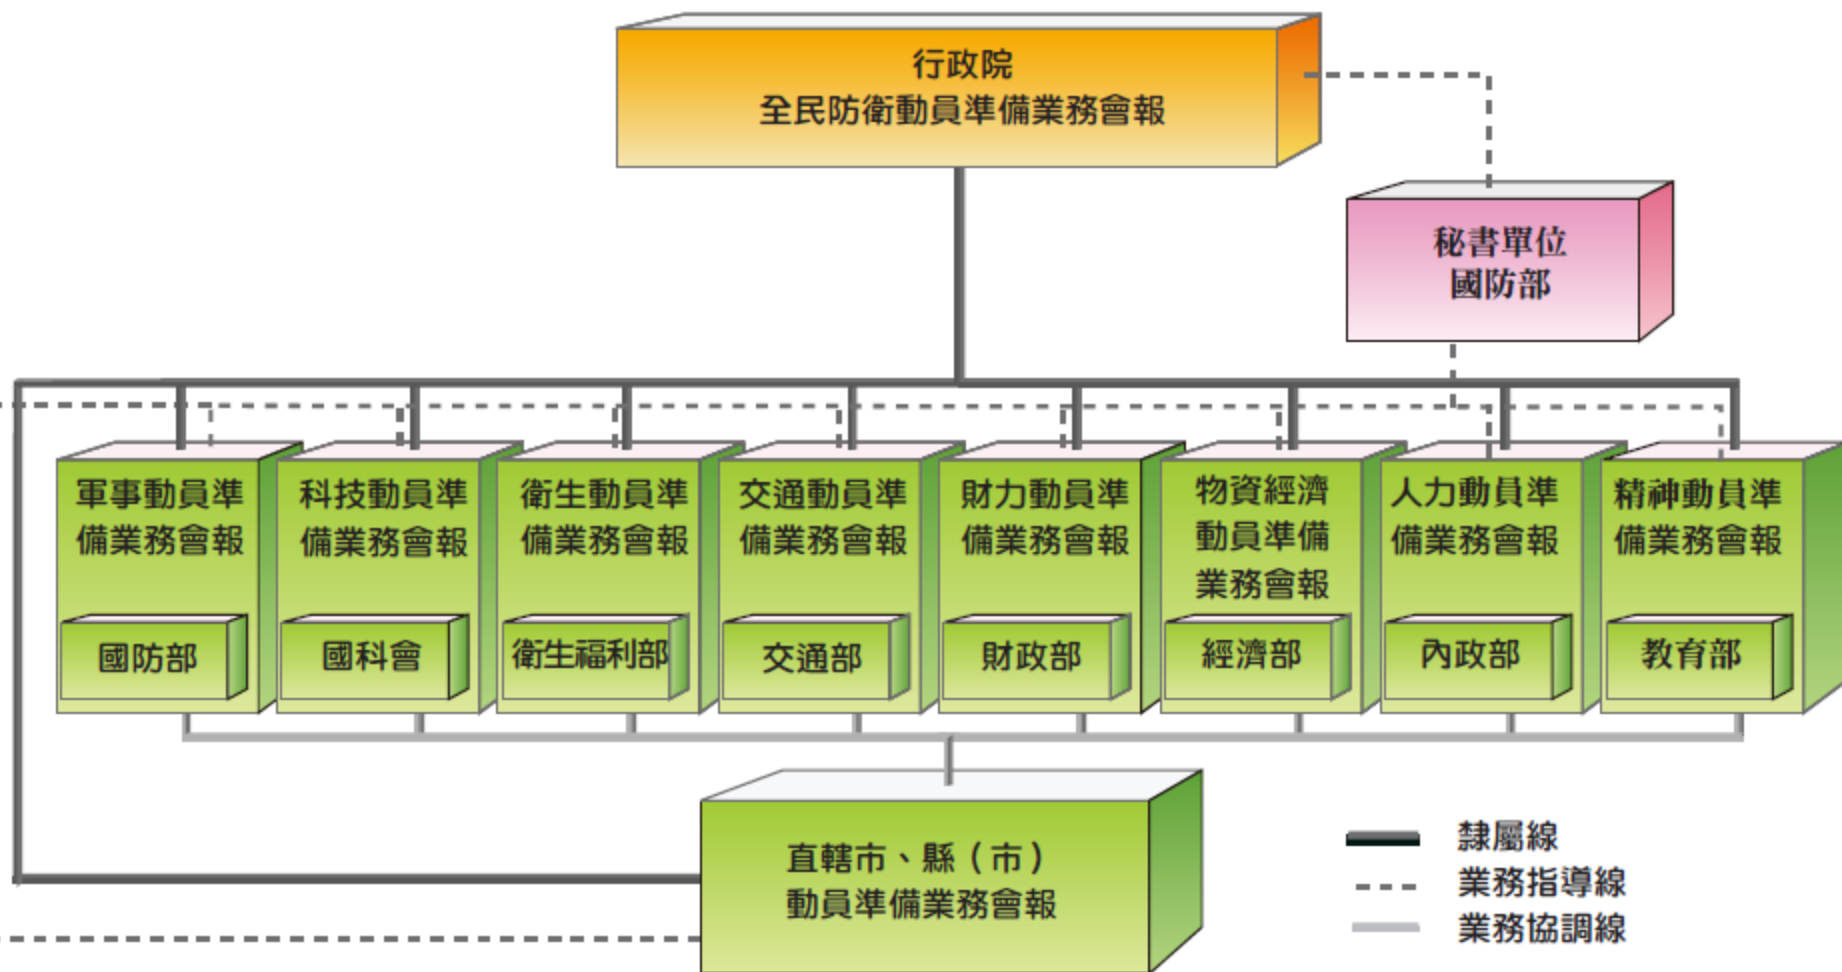 行政院
全民防衛動員準備業務會報
秘書單位
國防部
軍事動員準
備業務會報
國防部
科技動員準
備業務會報
國科會
衛生動員準
備業務會報
衛生福利部
交通動員準
備業務會報
交通部
財力動員準
備業務會報
財政部
物資經濟
動員準備
業務會報
經濟部
人力動員準
備業務會報
內政部
精神動員準
備業務會報
教育部
直轄市、縣（市）
動員準備業務會報
隸屬線
業務指導線
業務協調線